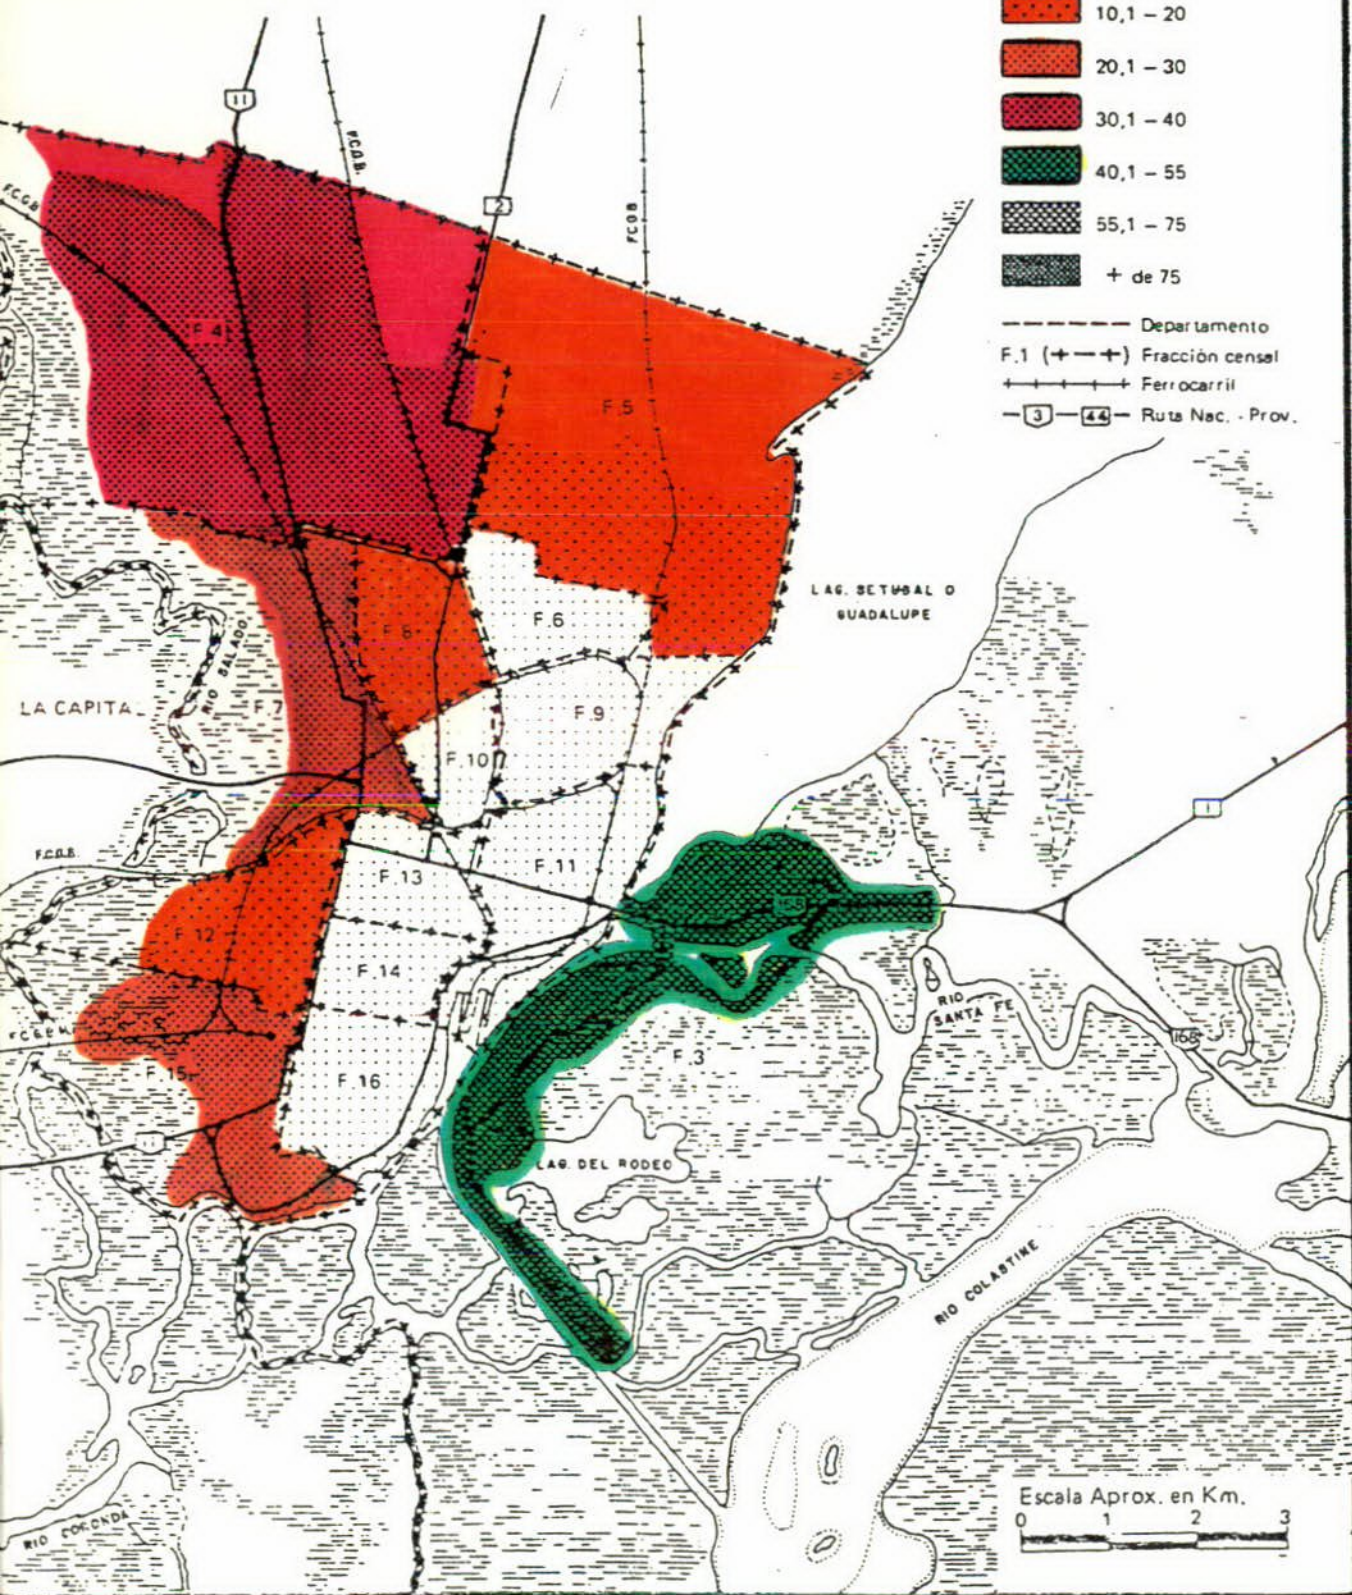 10,1 – 20
20,1 – 30
30,1 – 40
40,1 – 55
55,1 – 75
+ de 75
Departamento
F.1 (+ — +) Fracción censal
Ferrocarril
3 44 Ruta Nac. - Prov.
11
F.C.G.B.
2
F.C.G.B
F.C.G.B
F.4
F.5
LAG. SETUBAL O
GUADALUPE
F.6
F.8
RIO SALADO
LA CAPITAL
F.7
F.9
F.10
1
F.C.G.B.
F.11
F.13
168
F.12
F.14
RIO
SANTA FE
168
F.3
F.15
F.16
11
LAG. DEL RODEO
RIO COLASTINE
RIO CORONDA
Escala Aprox. en Km.
0 1 2 3